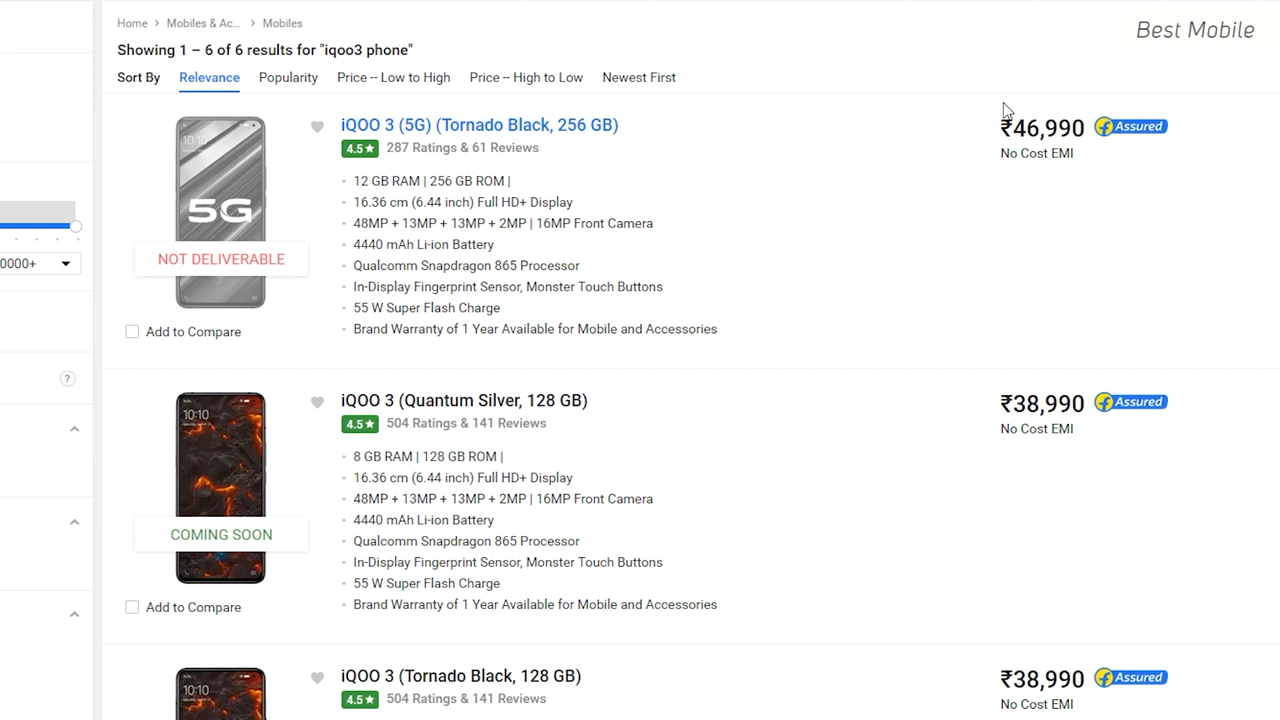 Best Mobile
Home > Mobiles & Ac... > Mobiles
Showing 1 – 6 of 6 results for "iqoo3 phone"
Sort By Relevance Popularity Price -- Low to High Price -- High to Low Newest First
iQOO 3 (5G) (Tornado Black, 256 GB)
₹46,990 Assured
4.5★ 287 Ratings & 61 Reviews
No Cost EMI
12 GB RAM | 256 GB ROM |
16.36 cm (6.44 inch) Full HD+ Display
48MP + 13MP + 13MP + 2MP | 16MP Front Camera
4440 mAh Li-ion Battery
Qualcomm Snapdragon 865 Processor
In-Display Fingerprint Sensor, Monster Touch Buttons
55 W Super Flash Charge
Brand Warranty of 1 Year Available for Mobile and Accessories
10:10
5G
NOT DELIVERABLE
Add to Compare
0000+
?
iQOO 3 (Quantum Silver, 128 GB)
₹38,990 Assured
4.5★ 504 Ratings & 141 Reviews
No Cost EMI
8 GB RAM | 128 GB ROM |
16.36 cm (6.44 inch) Full HD+ Display
48MP + 13MP + 13MP + 2MP | 16MP Front Camera
4440 mAh Li-ion Battery
Qualcomm Snapdragon 865 Processor
In-Display Fingerprint Sensor, Monster Touch Buttons
55 W Super Flash Charge
Brand Warranty of 1 Year Available for Mobile and Accessories
10:10
COMING SOON
Add to Compare
iQOO 3 (Tornado Black, 128 GB)
₹38,990 Assured
4.5★ 504 Ratings & 141 Reviews
No Cost EMI
10:10